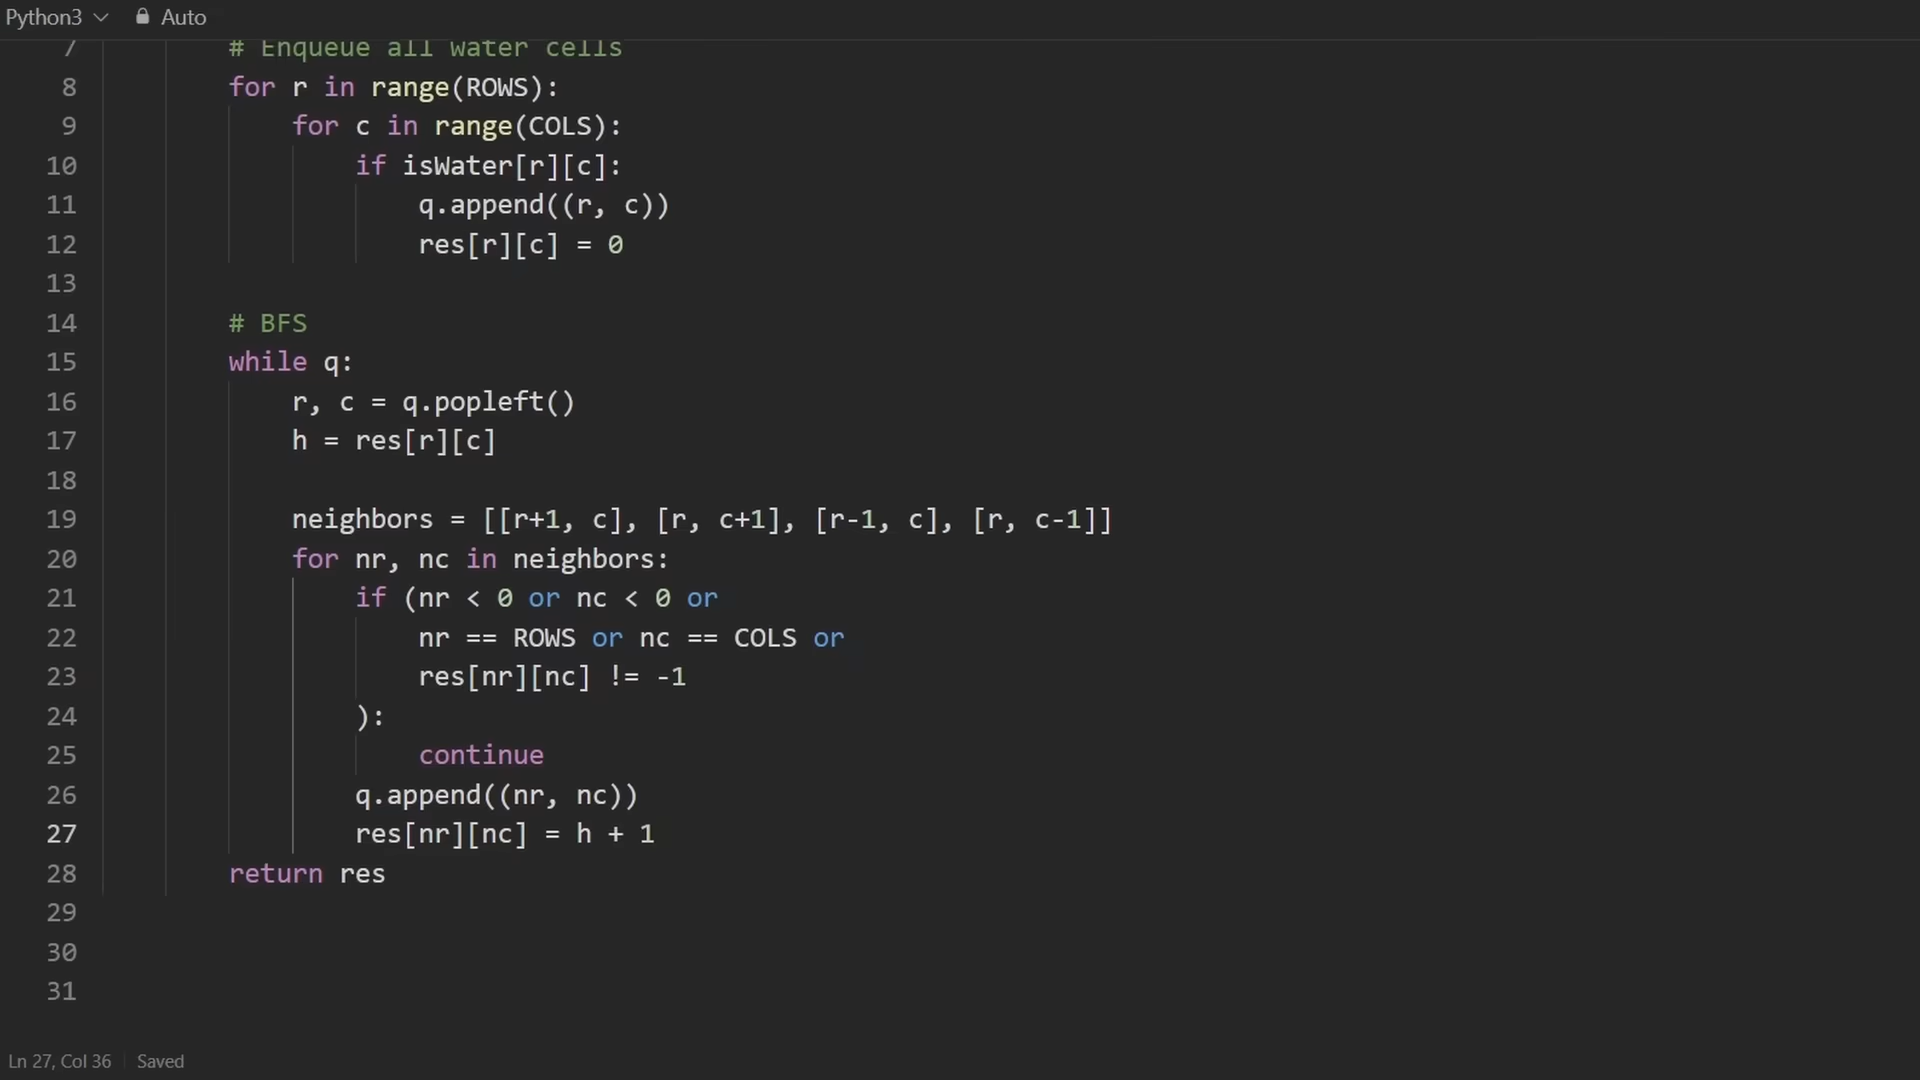 Python3 Auto
7 # Enqueue all water cells
8 for r in range(ROWS):
9 for c in range(COLS):
10 if isWater[r][c]:
11 q.append((r, c))
12 res[r][c] = 0
13
14 # BFS
15 while q:
16 r, c = q.popleft()
17 h = res[r][c]
18
19 neighbors = [[r+1, c], [r, c+1], [r-1, c], [r, c-1]]
20 for nr, nc in neighbors:
21 if (nr < 0 or nc < 0 or
22 nr == ROWS or nc == COLS or
23 res[nr][nc] != -1
24 ):
25 continue
26 q.append((nr, nc))
27 res[nr][nc] = h + 1
28 return res
29
30
31
Ln 27, Col 36 Saved